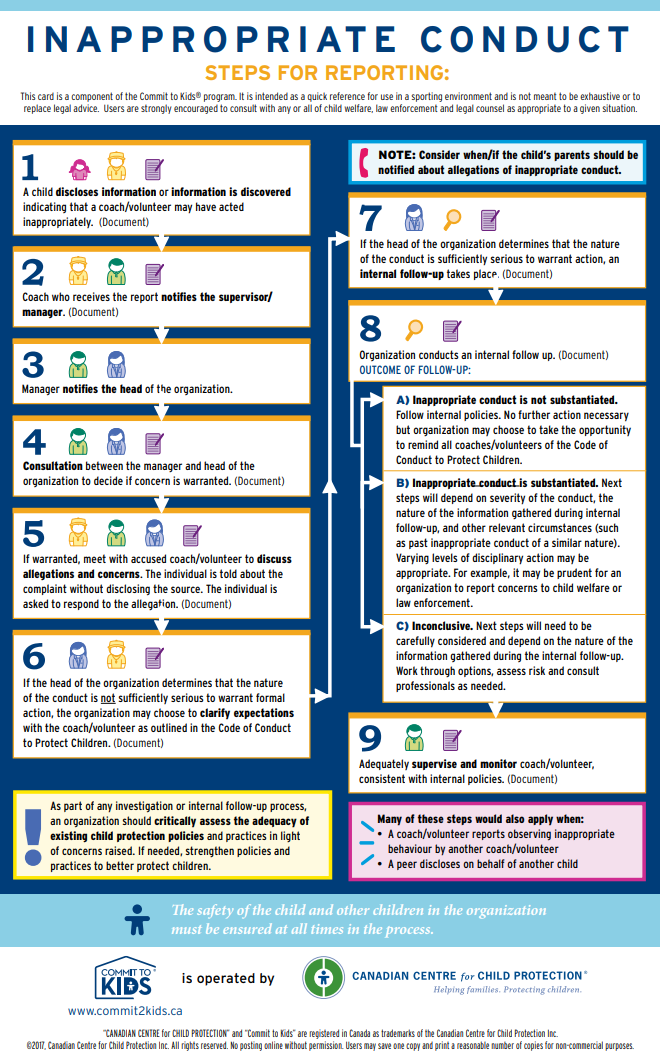 INAPPROPRIATE CONDUCT
STEPS FOR REPORTING:
This card is a component of the Commit to Kids® program. It is intended as a quick reference for use in a sporting environment and is not meant to be exhaustive or to
replace legal advice. Users are strongly encouraged to consult with any or all of child welfare, law enforcement and legal counsel as appropriate to a given situation.
1
A child discloses information or information is discovered
indicating that a coach/volunteer may have acted
inappropriately. (Document)
2
Coach who receives the report notifies the supervisor/
manager. (Document)
3
Manager notifies the head of the organization.
4
Consultation between the manager and head of the
organization to decide if concern is warranted. (Document)
5
If warranted, meet with accused coach/volunteer to discuss
allegations and concerns. The individual is told about the
complaint without disclosing the source. The individual is
asked to respond to the allegation. (Document)
6
If the head of the organization determines that the nature
of the conduct is not sufficiently serious to warrant formal
action, the organization may choose to clarify expectations
with the coach/volunteer as outlined in the Code of Conduct
to Protect Children. (Document)
As part of any investigation or internal follow-up process,
an organization should critically assess the adequacy of
existing child protection policies and practices in light
of concerns raised. If needed, strengthen policies and
practices to better protect children.
NOTE: Consider when/if the child's parents should be
notified about allegations of inappropriate conduct.
7
If the head of the organization determines that the nature
of the conduct is sufficiently serious to warrant action, an
internal follow-up takes place. (Document)
8
Organization conducts an internal follow up. (Document)
OUTCOME OF FOLLOW-UP:
A) Inappropriate conduct is not substantiated.
Follow internal policies. No further action necessary
but organization may choose to take the opportunity
to remind all coaches/volunteers of the Code of
Conduct to Protect Children.
B) Inappropriate conduct is substantiated. Next
steps will depend on severity of the conduct, the
nature of the information gathered during internal
follow-up, and other relevant circumstances (such
as past inappropriate conduct of a similar nature).
Varying levels of disciplinary action may be
appropriate. For example, it may be prudent for an
organization to report concerns to child welfare or
law enforcement.
C) Inconclusive. Next steps will need to be
carefully considered and depend on the nature of the
information gathered during the internal follow-up.
Work through options, assess risk and consult
professionals as needed.
9
Adequately supervise and monitor coach/volunteer,
consistent with internal policies. (Document)
Many of these steps would also apply when:
• A coach/volunteer reports observing inappropriate
behaviour by another coach/volunteer
• A peer discloses on behalf of another child
The safety of the child and other children in the organization
must be ensured at all times in the process.
COMMIT TO
KIDS
www.commit2kids.ca
is operated by
CANADIAN CENTRE for CHILD PROTECTION®
Helping families. Protecting children.
"CANADIAN CENTRE for CHILD PROTECTION" and "Commit to Kids" are registered in Canada as trademarks of the Canadian Centre for Child Protection Inc.
©2017, Canadian Centre for Child Protection Inc. All rights reserved. No posting online without permission. Users may save one copy and print a reasonable number of copies for non-commercial purposes.